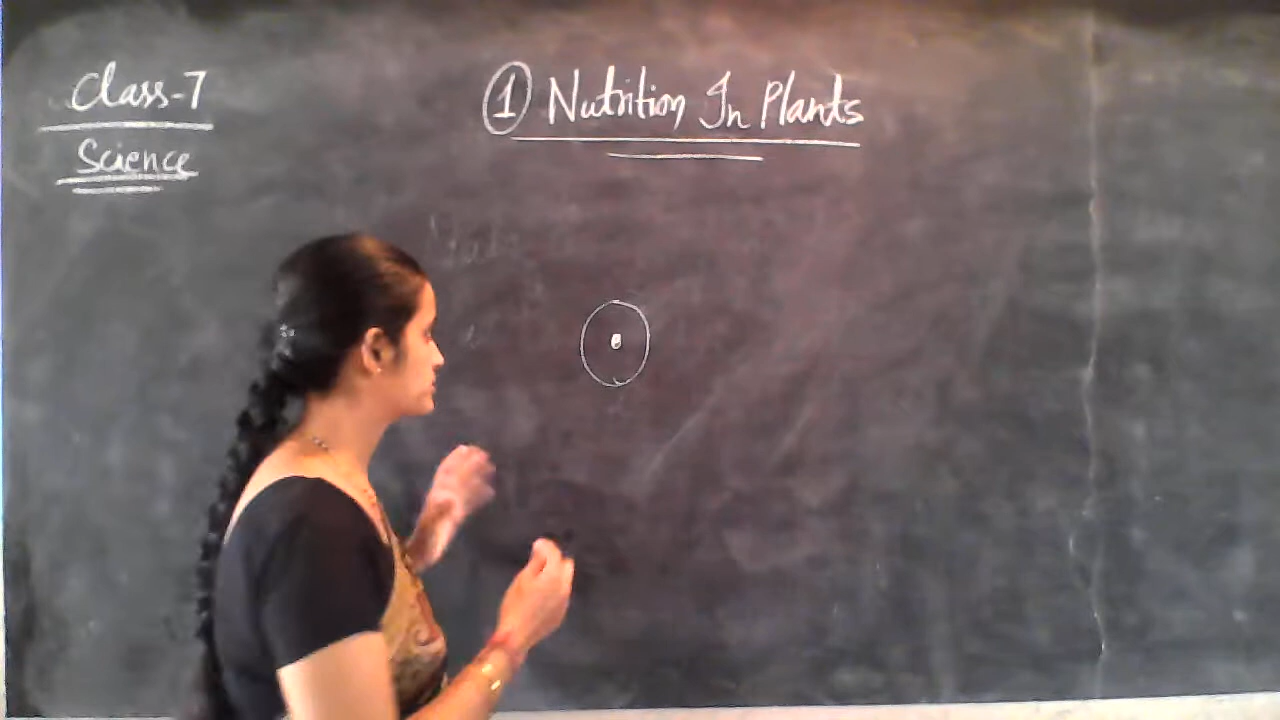 Class-7
Science
① Nutrition In Plants